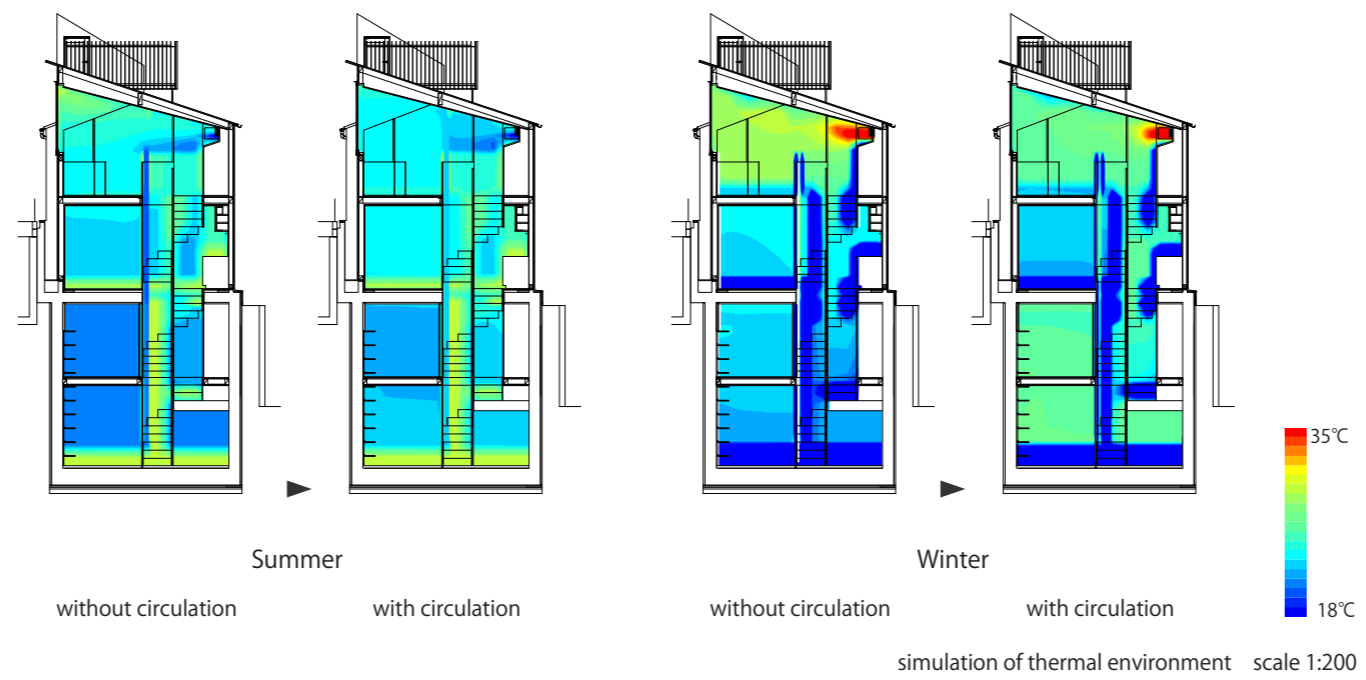 35℃
Summer
Winter
without circulation
with circulation
without circulation
with circulation
18℃
simulation of thermal environment scale 1:200